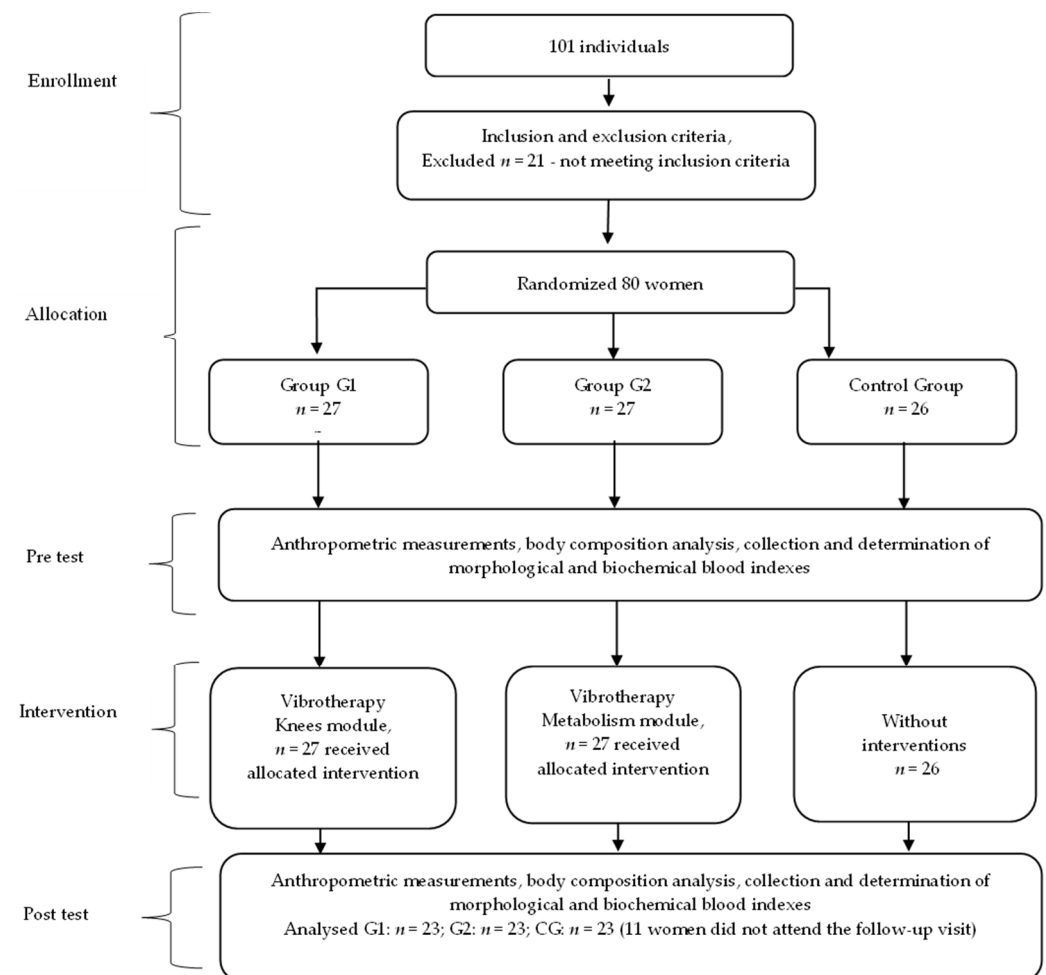 Enrollment
101 individuals
Inclusion and exclusion criteria,
Excluded n = 21 - not meeting inclusion criteria
Allocation
Randomized 80 women
Group G1
n = 27
Group G2
n = 27
Control Group
n = 26
Pre test
Anthropometric measurements, body composition analysis, collection and determination of
morphological and biochemical blood indexes
Intervention
Vibrotherapy
Knees module,
n = 27 received
allocated intervention
Vibrotherapy
Metabolism module,
n = 27 received
allocated intervention
Without
interventions
n = 26
Post test
Anthropometric measurements, body composition analysis, collection and determination of
morphological and biochemical blood indexes
Analysed G1: n = 23; G2: n = 23; CG: n = 23 (11 women did not attend the follow-up visit)